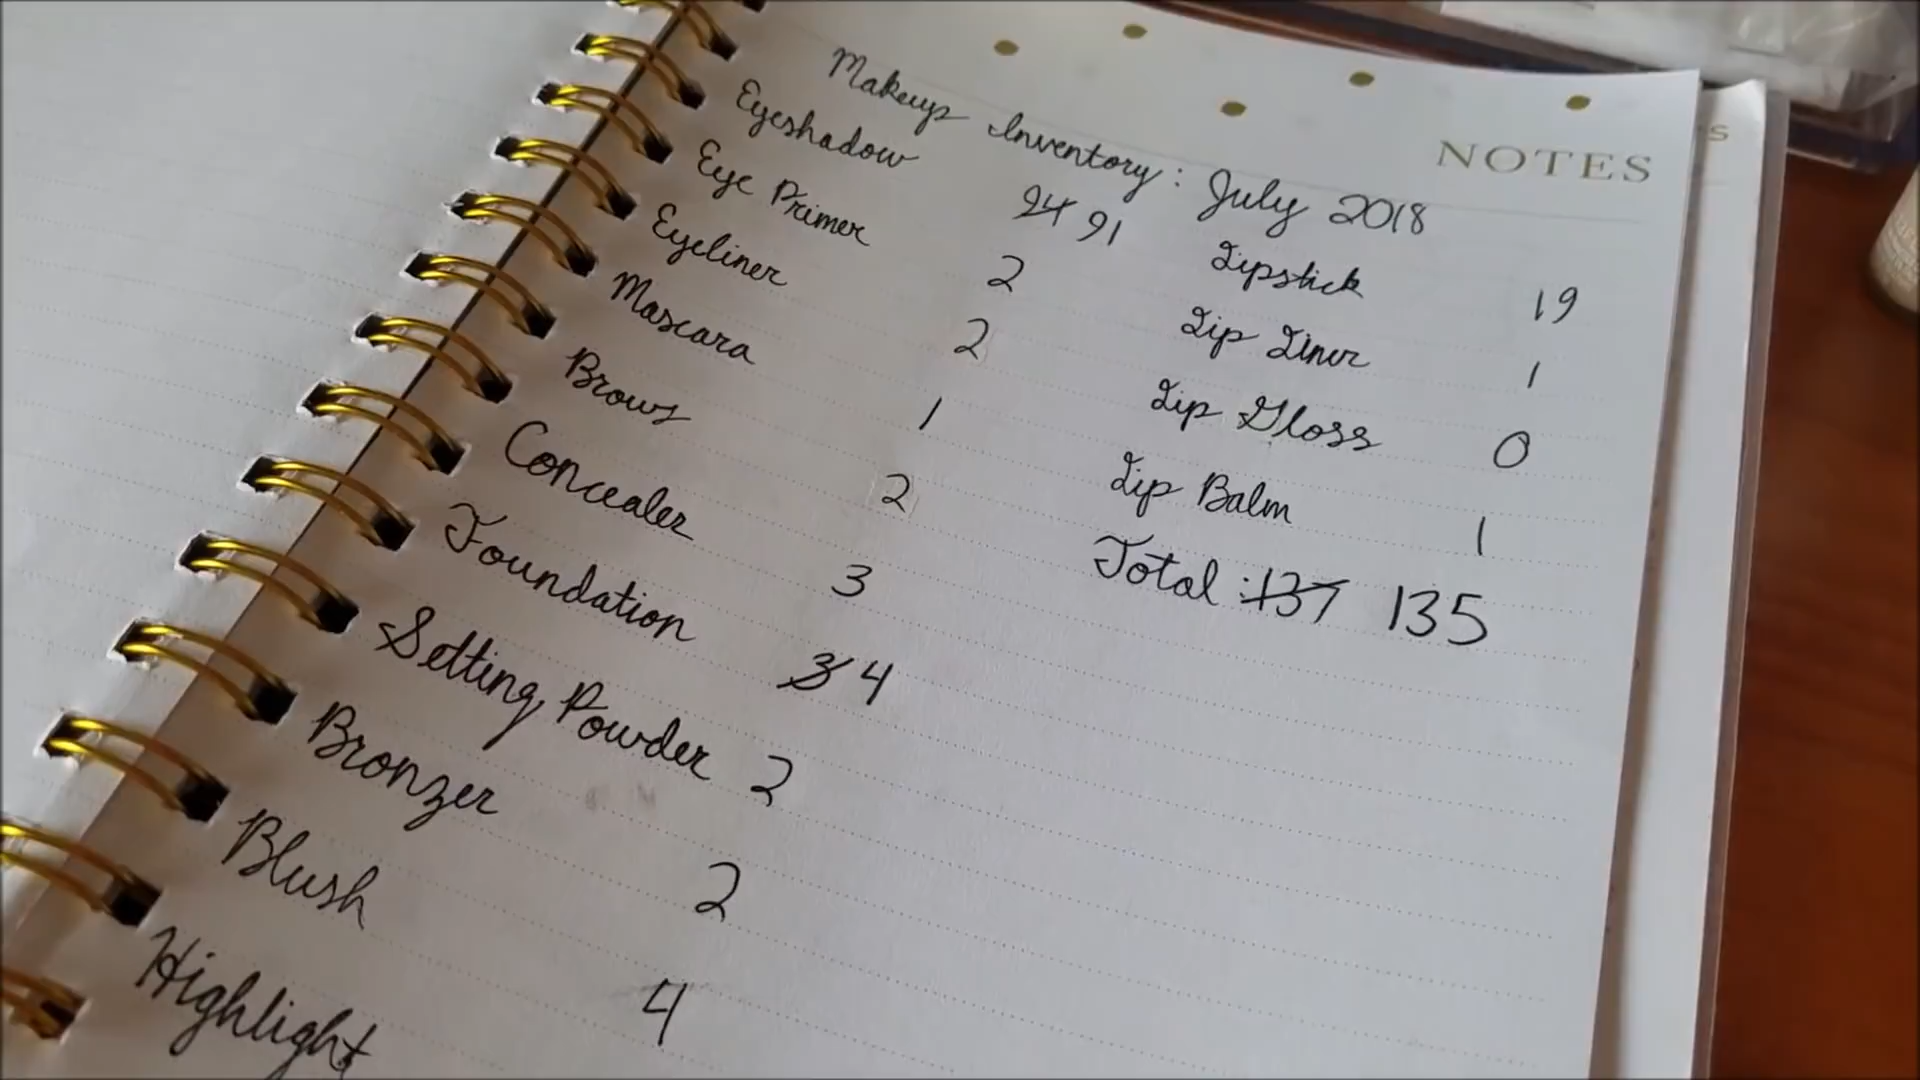 NOTES
Makeup Inventory: July 2018
Eyeshadow 94 91 Lipstick 19
Eye Primer 2 Lip Liner 1
Eyeliner 2 Lip Gloss 0
Mascara 1 Lip Balm 1
Brows 2 Total: 137 135
Concealer 3
Foundation 3 4
Setting Powder 2
Bronzer 2
Blush 4
Highlight